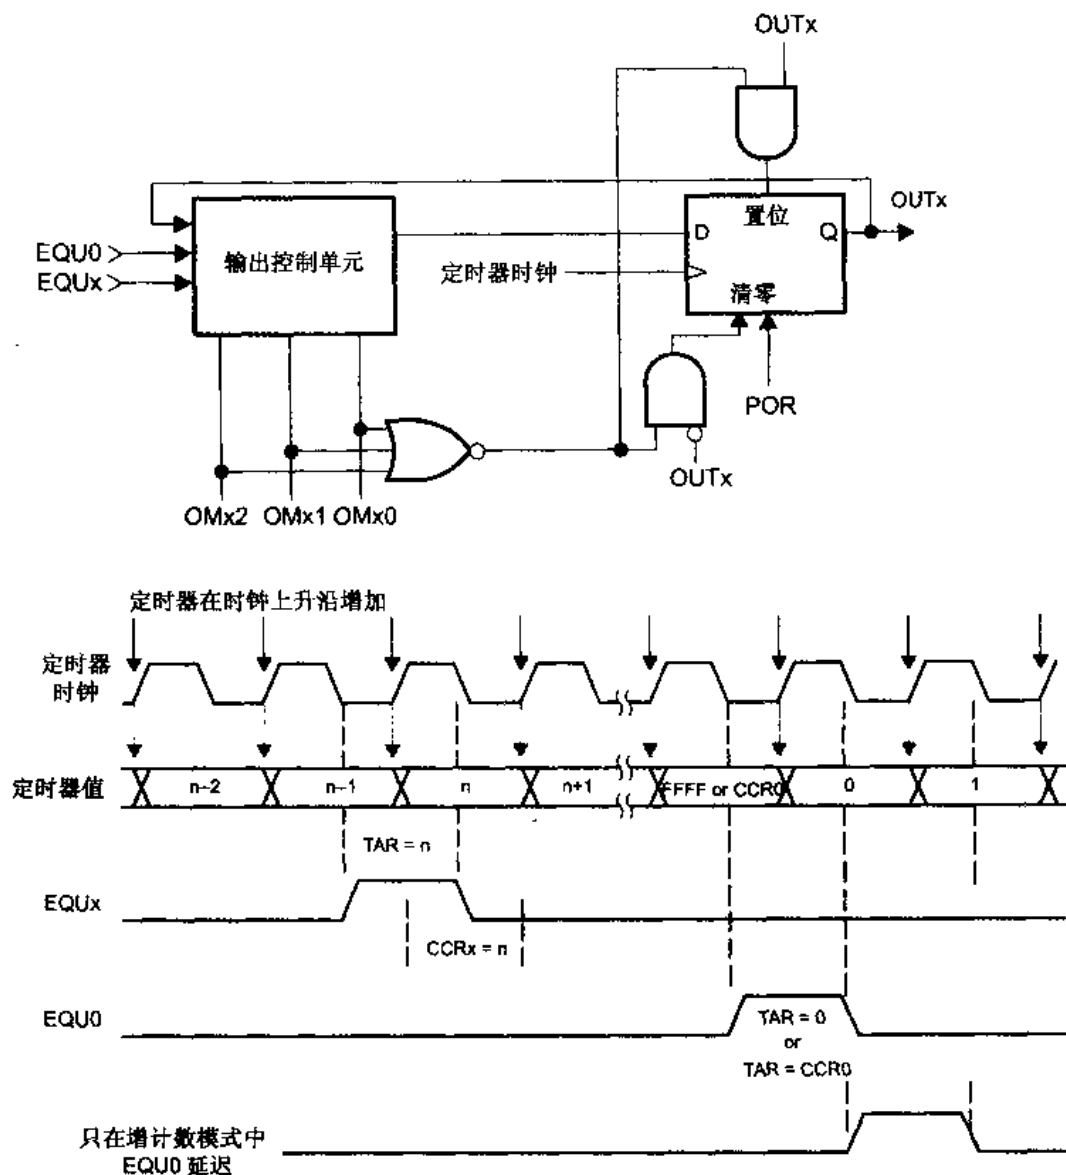 OUTx
置位
D
Q
OUTx
EQU0
EQUx
输出控制单元
定时器时钟
清零
POR
OUTx
OMx2
OMx1
OMx0
定时器在时钟上升沿增加
定时器
时钟
定时器值
n–2
n–1
n
n+1
FFFF or CCR0
0
1
TAR = n
EQUx
CCRx = n
EQU0
TAR = 0
or
TAR = CCR0
只在增计数模式中
EQU0 延迟